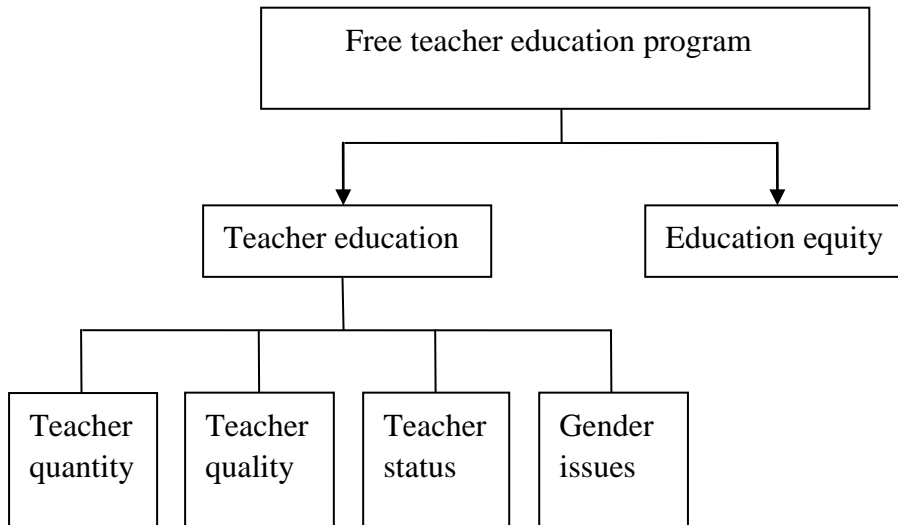 Free teacher education program
Teacher education
Education equity
Teacher
quantity
Teacher
quality
Teacher
status
Gender
issues